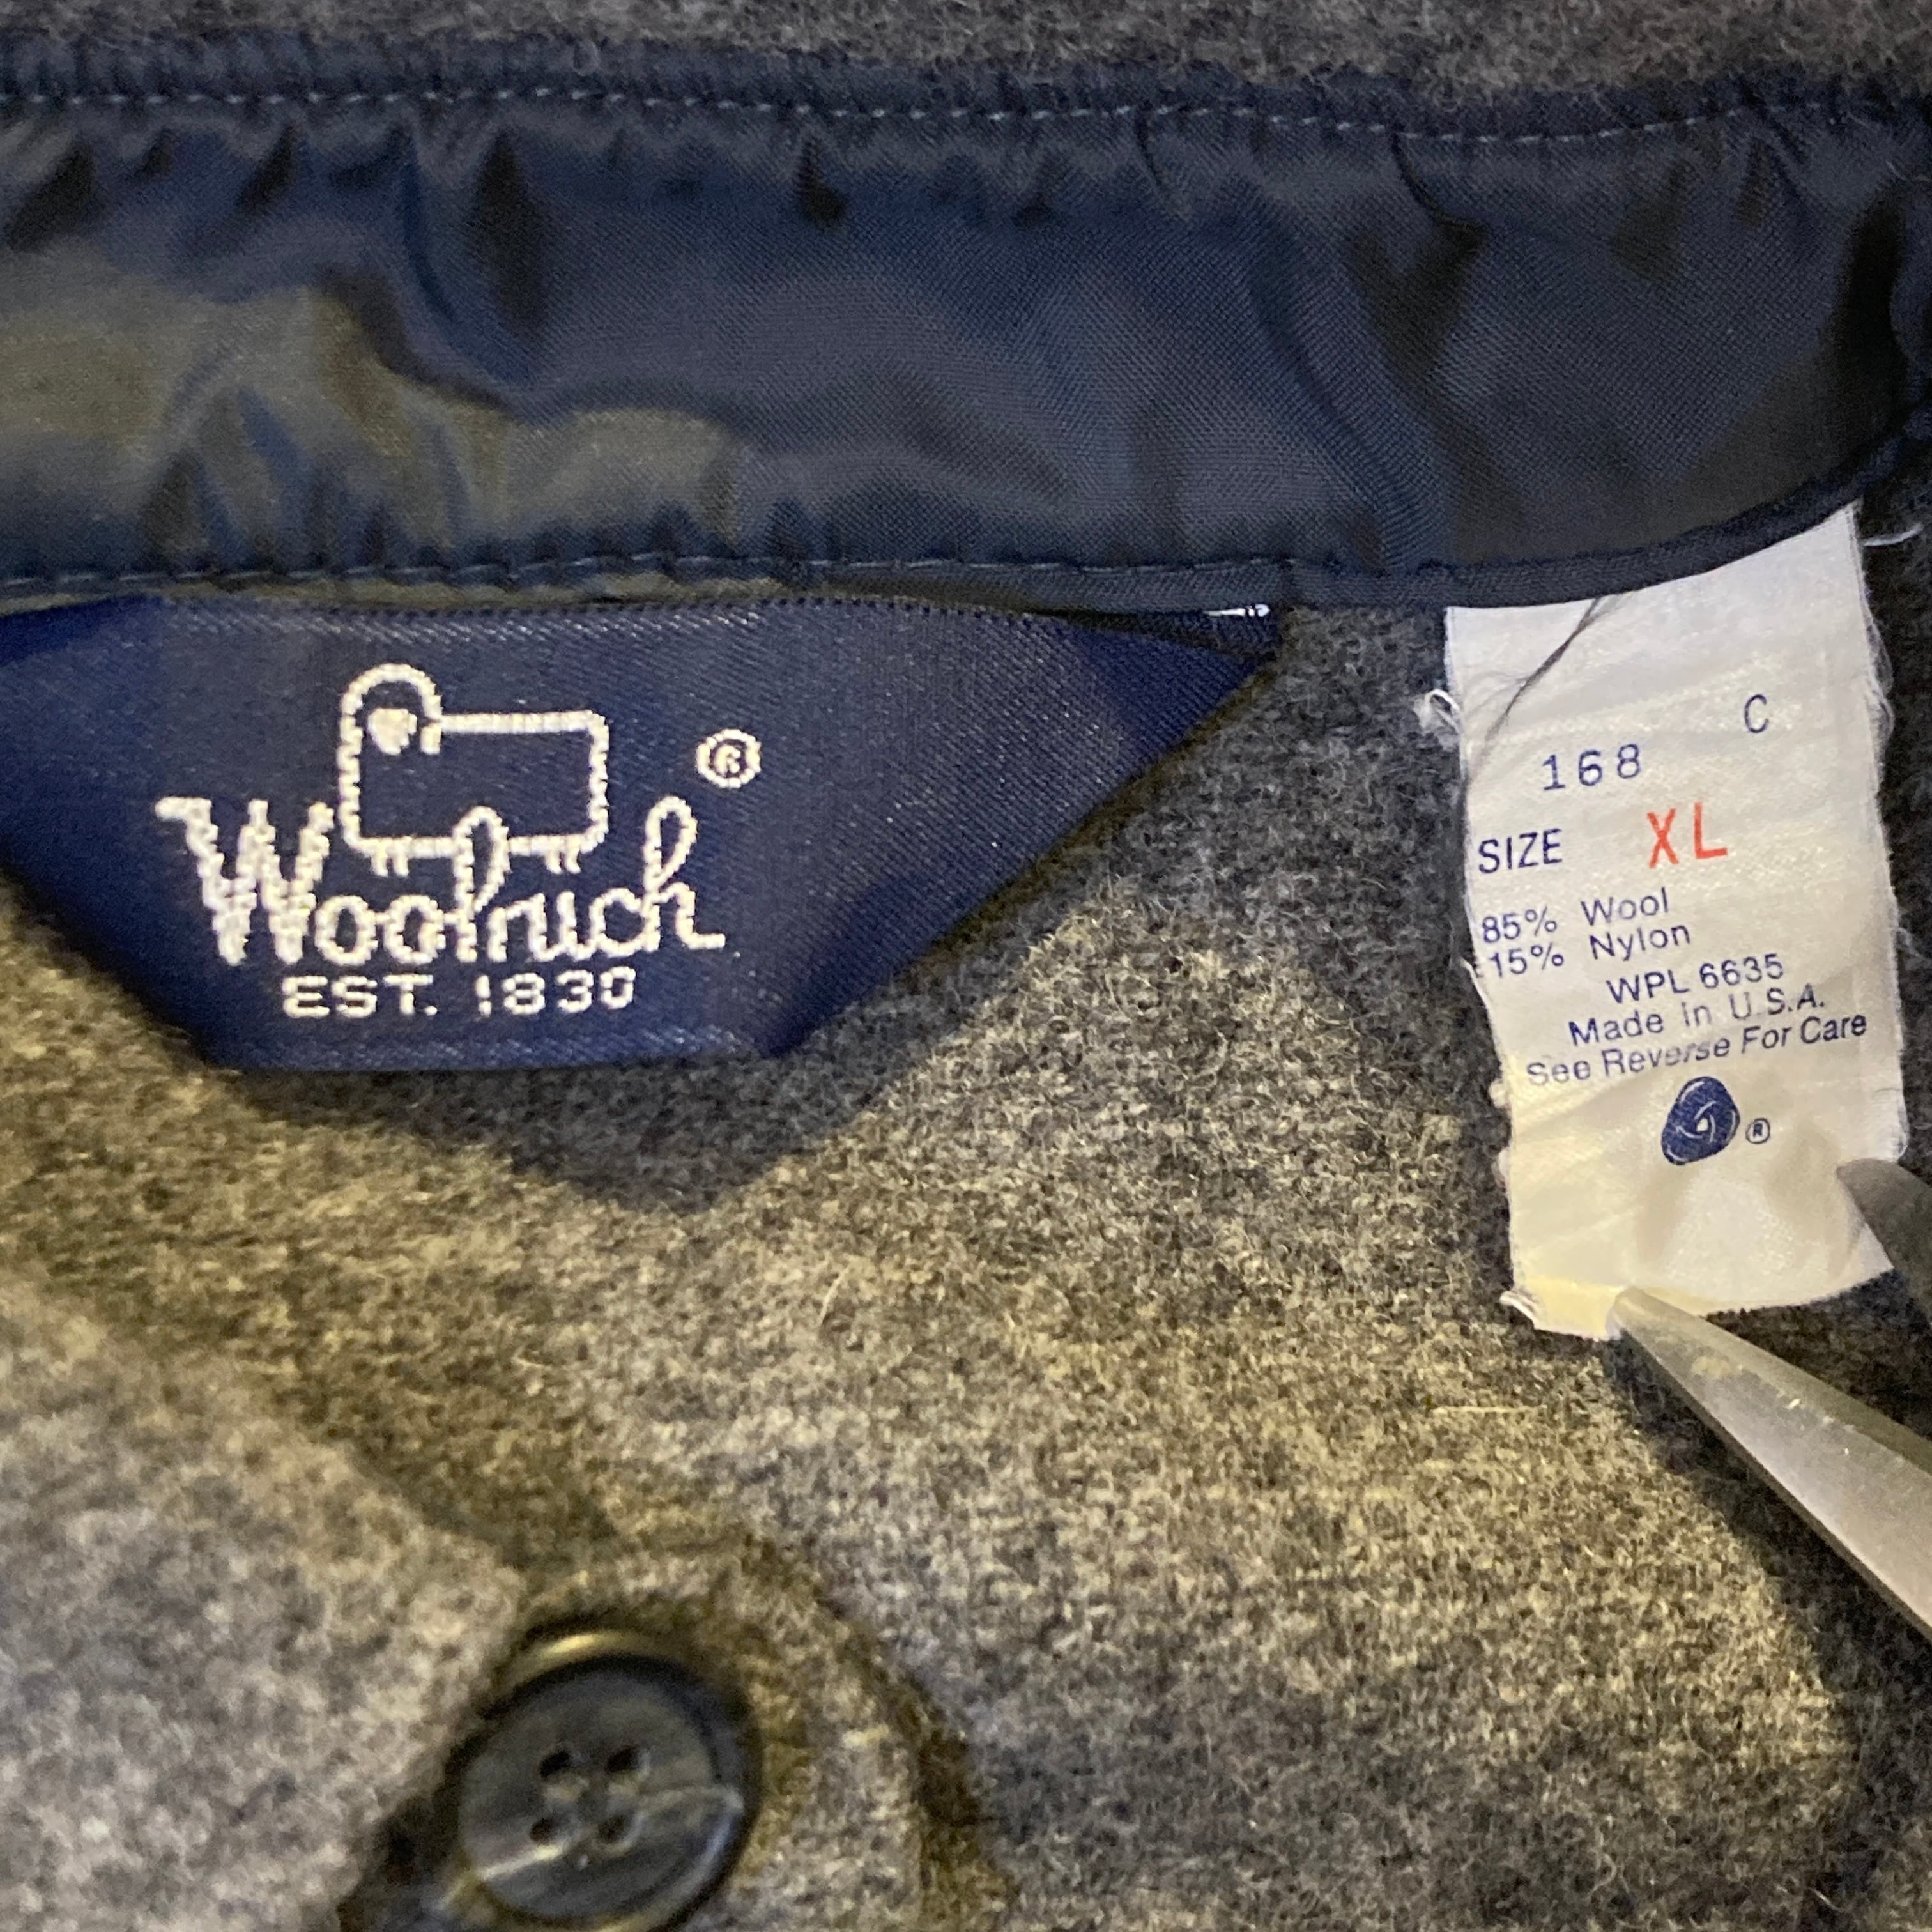 Woolrich ®
EST. 1830
C
168
SIZE XL
85% Wool
15% Nylon
WPL 6635
Made In U.S.A.
See Reverse For Care
®